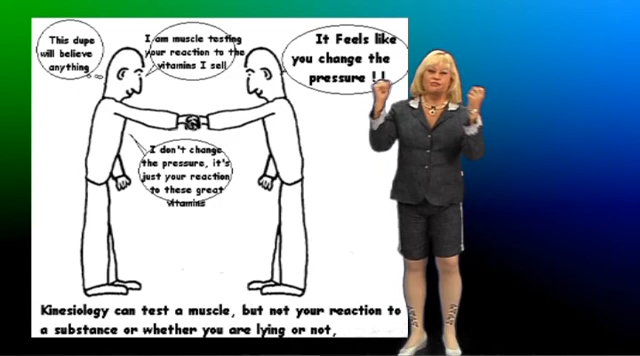 This dupe
will believe
anything
I am muscle testing
your reaction to the
vitamins I sell
It Feels like
you change the
pressure !!
I don't change
the pressure, it's
just your reaction
to these great
vitamins
Kinesiology can test a muscle, but not your reaction to
a substance or whether you are lying or not,